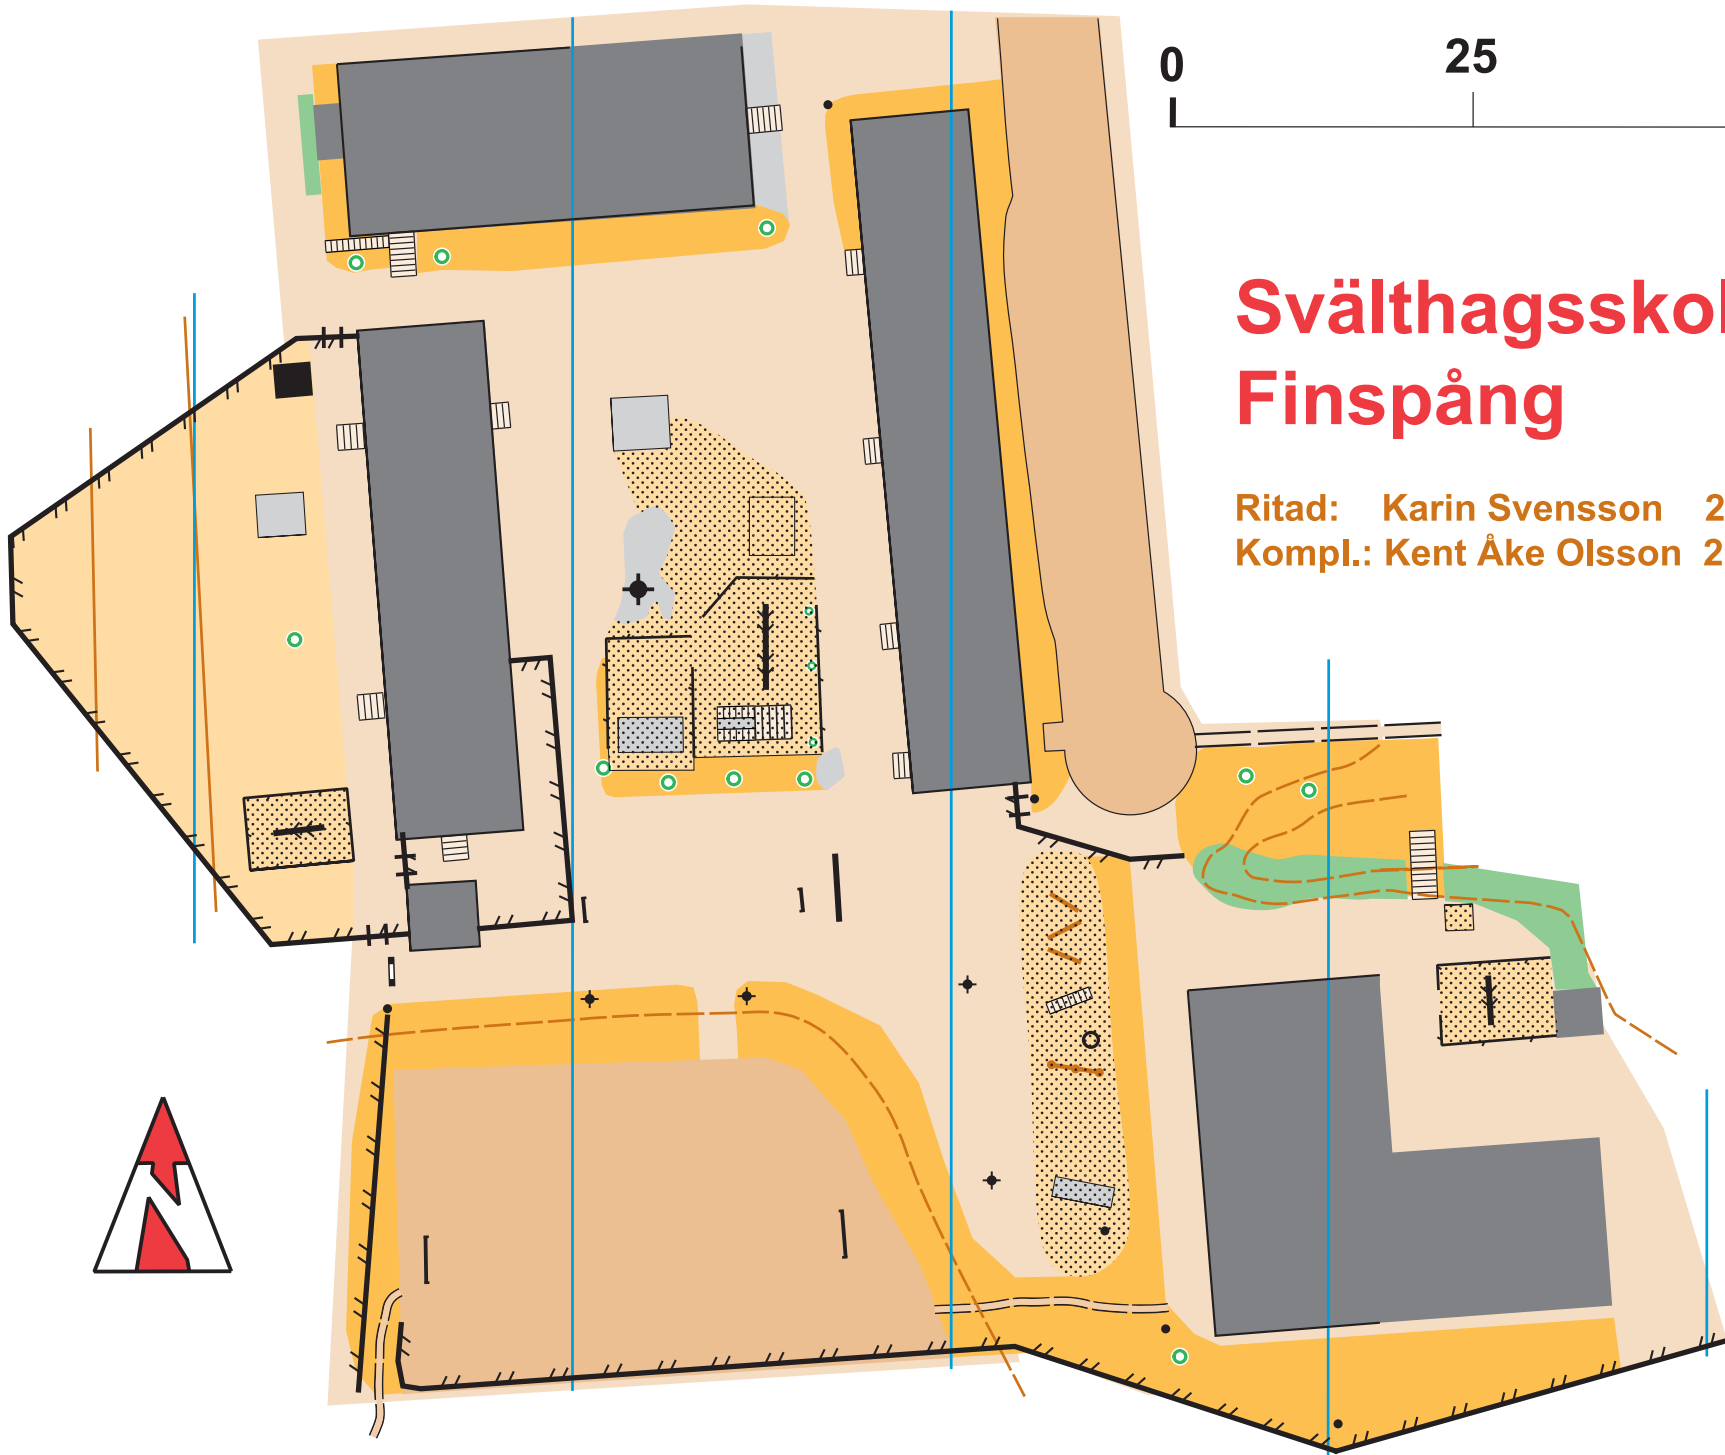 0 25
Svälthagsskol
Finspång
Ritad: Karin Svensson 2
Kompl.: Kent Åke Olsson 2